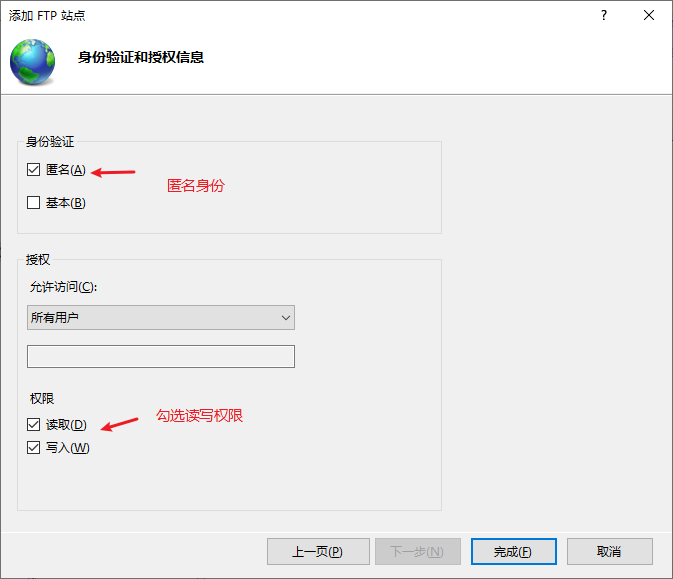 添加 FTP 站点
身份验证和授权信息
身份验证
匿名(A)
匿名身份
基本(B)
授权
允许访问(C):
所有用户
权限
读取(D)
勾选读写权限
写入(W)
上一页(P)
下一步(N)
完成(F)
取消